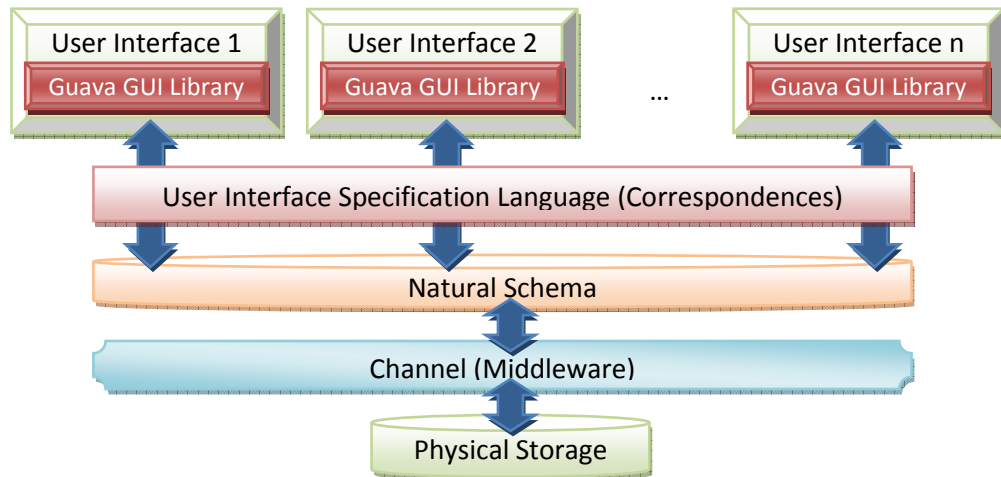 User Interface 1
Guava GUI Library
User Interface 2
Guava GUI Library
...
User Interface n
Guava GUI Library
User Interface Specification Language (Correspondences)
Natural Schema
Channel (Middleware)
Physical Storage